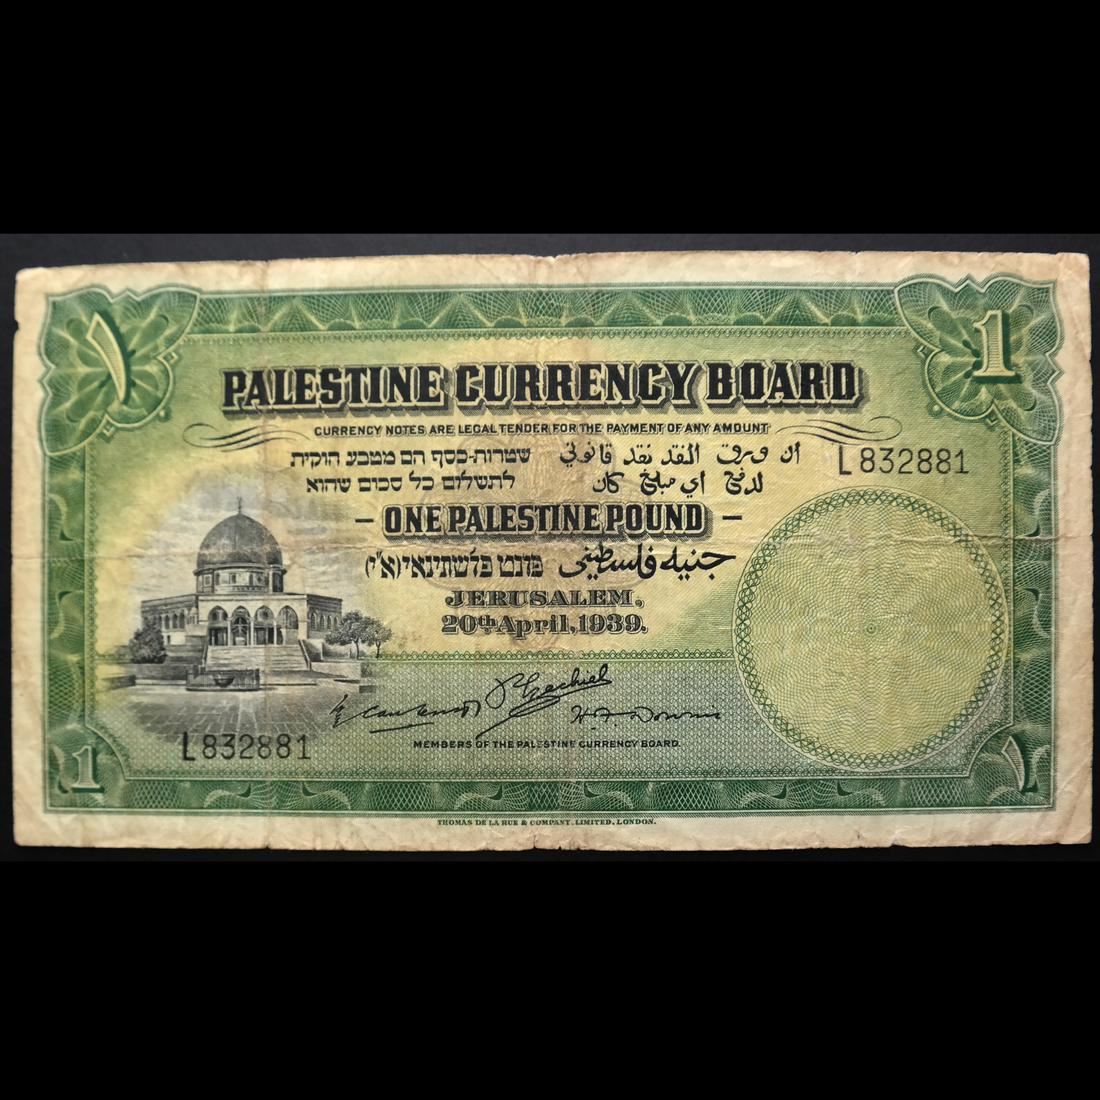 ١
1
PALESTINE CURRENCY BOARD
CURRENCY NOTES ARE LEGAL TENDER FOR THE PAYMENT OF ANY AMOUNT
שטרות-כסף הם מטבע חוקית
לתשלום כל סכום שהוא
ان ورق النقد نقد قانوني
لدفع اي مبلغ كان
L832881
— ONE PALESTINE POUND —
פונט פלשתינאי(א"י)
جنيه فلسطيني
JERUSALEM,
20th April, 1939.
L832881
MEMBERS OF THE PALESTINE CURRENCY BOARD.
1
١
THOMAS DE LA RUE & COMPANY, LIMITED, LONDON.